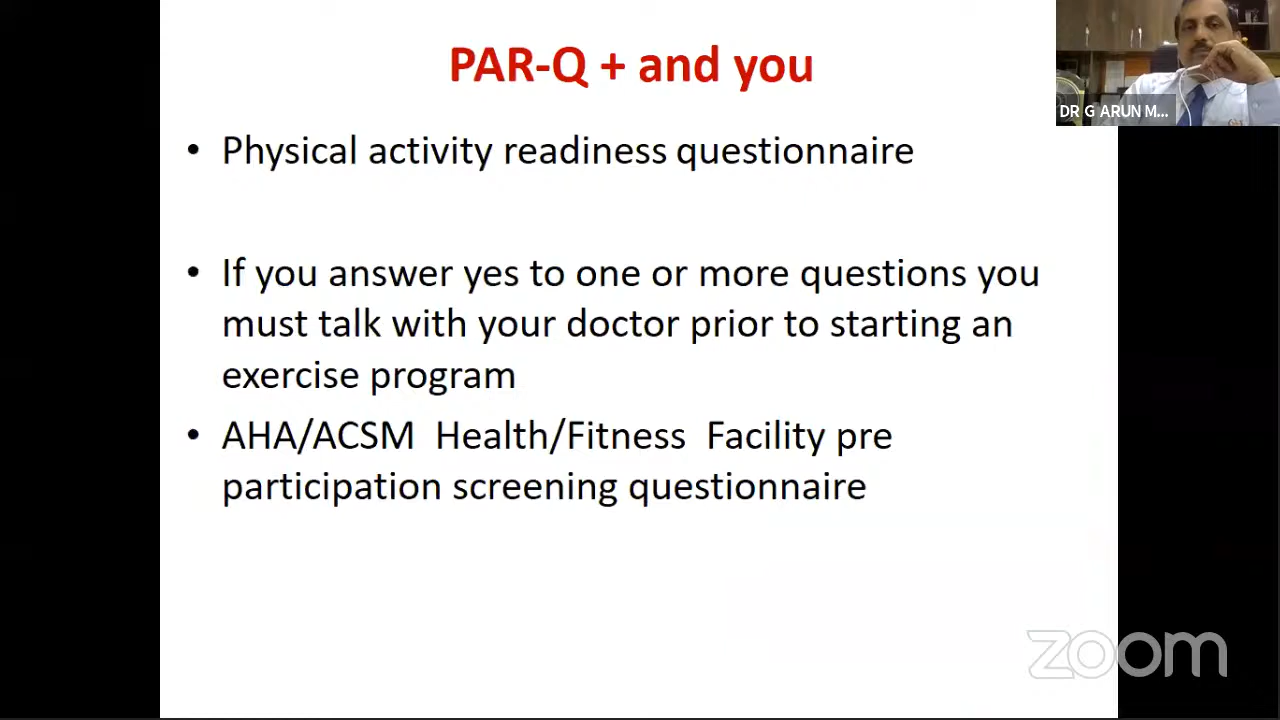 PAR-Q + and you
DR G ARUN M...
• Physical activity readiness questionnaire
• If you answer yes to one or more questions you
must talk with your doctor prior to starting an
exercise program
• AHA/ACSM Health/Fitness Facility pre
participation screening questionnaire
zoom